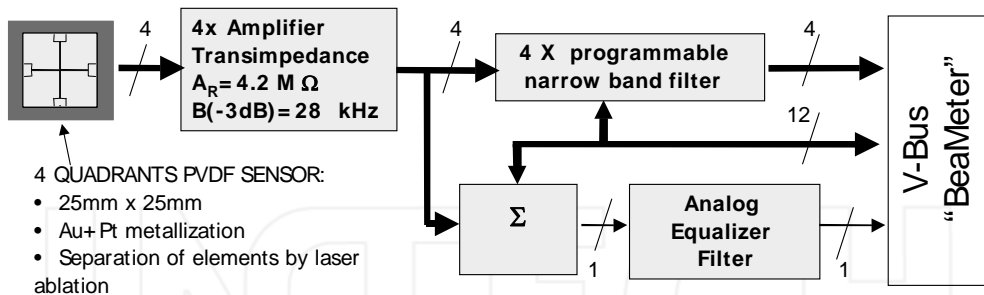 4
4x Amplifier
Transimpedance
A_R= 4.2 M Ω
B(-3dB)= 28 kHz
4
4 X programmable
narrow band filter
4
12
V-Bus
“BeaMeter”
4 QUADRANTS PVDF SENSOR:
• 25mm x 25mm
• Au+Pt metallization
• Separation of elements by laser
ablation
Σ
1
Analog
Equalizer
Filter
1